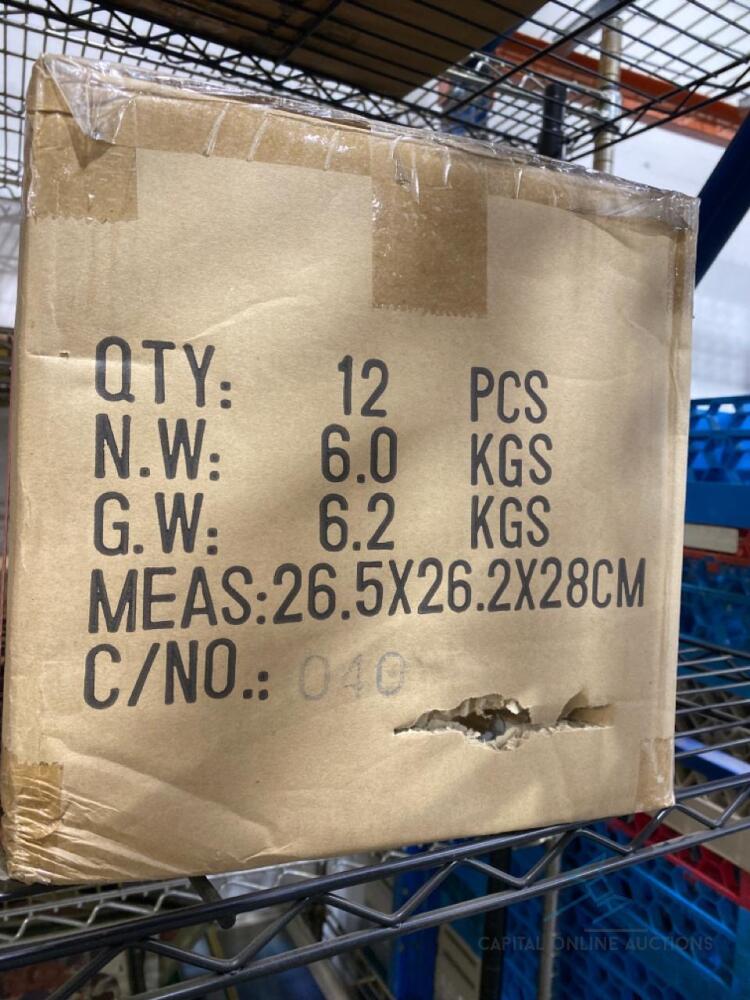 QTY: 12 PCS
N.W: 6.0 KGS
G.W: 6.2 KGS
MEAS:26.5X26.2X28CM
C/NO.: 040
CAPITAL ONLINE AUCTIONS